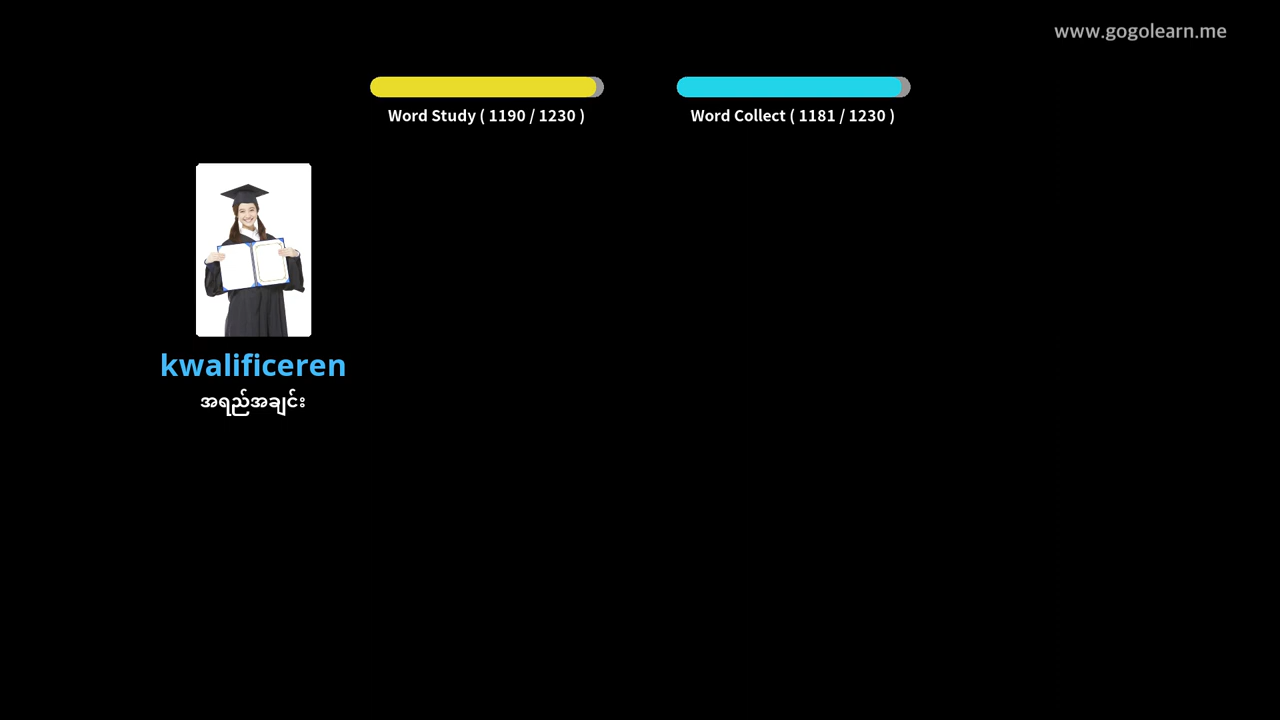 www.gogolearn.me
Word Study ( 1190 / 1230 )
Word Collect ( 1181 / 1230 )
kwalificeren
အရည်အချင်း